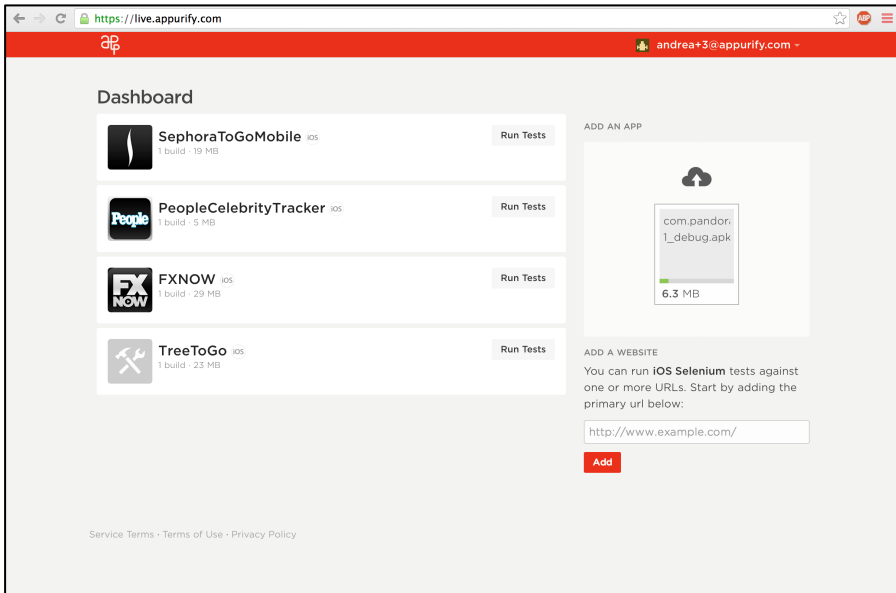 https://live.appurify.com
ABP
app
andrea+3@appurify.com
Dashboard
SephoraToGoMobile iOS
1 build · 19 MB
Run Tests
People
PeopleCelebrityTracker iOS
1 build · 5 MB
Run Tests
FX
NOW
FXNOW iOS
1 build · 29 MB
Run Tests
TreeToGo iOS
1 build · 23 MB
Run Tests
ADD AN APP
com.pandor
1_debug.apk
6.3 MB
ADD A WEBSITE
You can run iOS Selenium tests against
one or more URLs. Start by adding the
primary url below:
http://www.example.com/
Add
Service Terms · Terms of Use · Privacy Policy